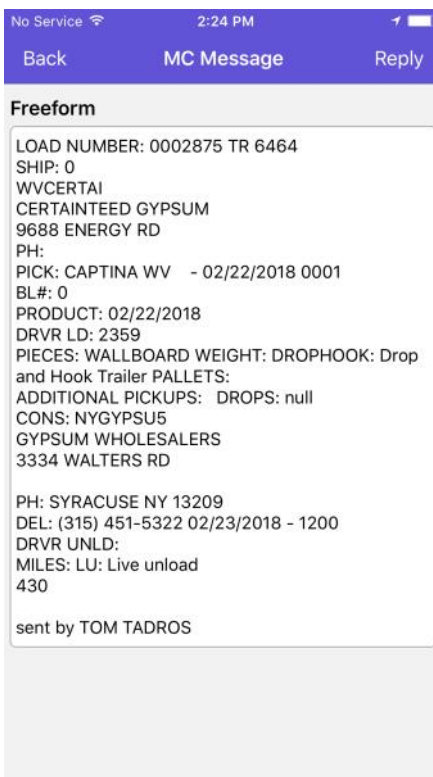 No Service 2:24 PM
Back MC Message Reply
Freeform
LOAD NUMBER: 0002875 TR 6464
SHIP: 0
WVCERTAI
CERTAINTEED GYPSUM
9688 ENERGY RD
PH:
PICK: CAPTINA WV - 02/22/2018 0001
BL#: 0
PRODUCT: 02/22/2018
DRVR LD: 2359
PIECES: WALLBOARD WEIGHT: DROPHOOK: Drop
and Hook Trailer PALLETS:
ADDITIONAL PICKUPS: DROPS: null
CONS: NYGYPSU5
GYPSUM WHOLESALERS
3334 WALTERS RD
PH: SYRACUSE NY 13209
DEL: (315) 451-5322 02/23/2018 - 1200
DRVR UNLD:
MILES: LU: Live unload
430
sent by TOM TADROS